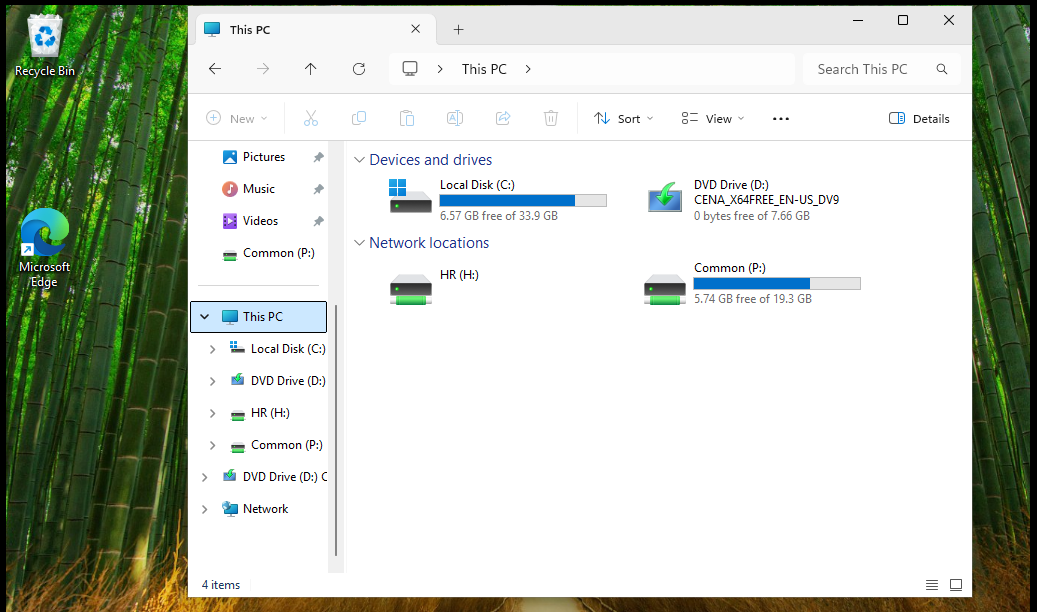 Recycle Bin
Microsoft
Edge
This PC
This PC
Search This PC
New
Sort
View
Details
Pictures
Music
Videos
Common (P:)
This PC
Local Disk (C:)
DVD Drive (D:)
HR (H:)
Common (P:)
DVD Drive (D:) C
Network
Devices and drives
Local Disk (C:)
6.57 GB free of 33.9 GB
DVD Drive (D:)
CENA_X64FREE_EN-US_DV9
0 bytes free of 7.66 GB
Network locations
HR (H:)
Common (P:)
5.74 GB free of 19.3 GB
4 items